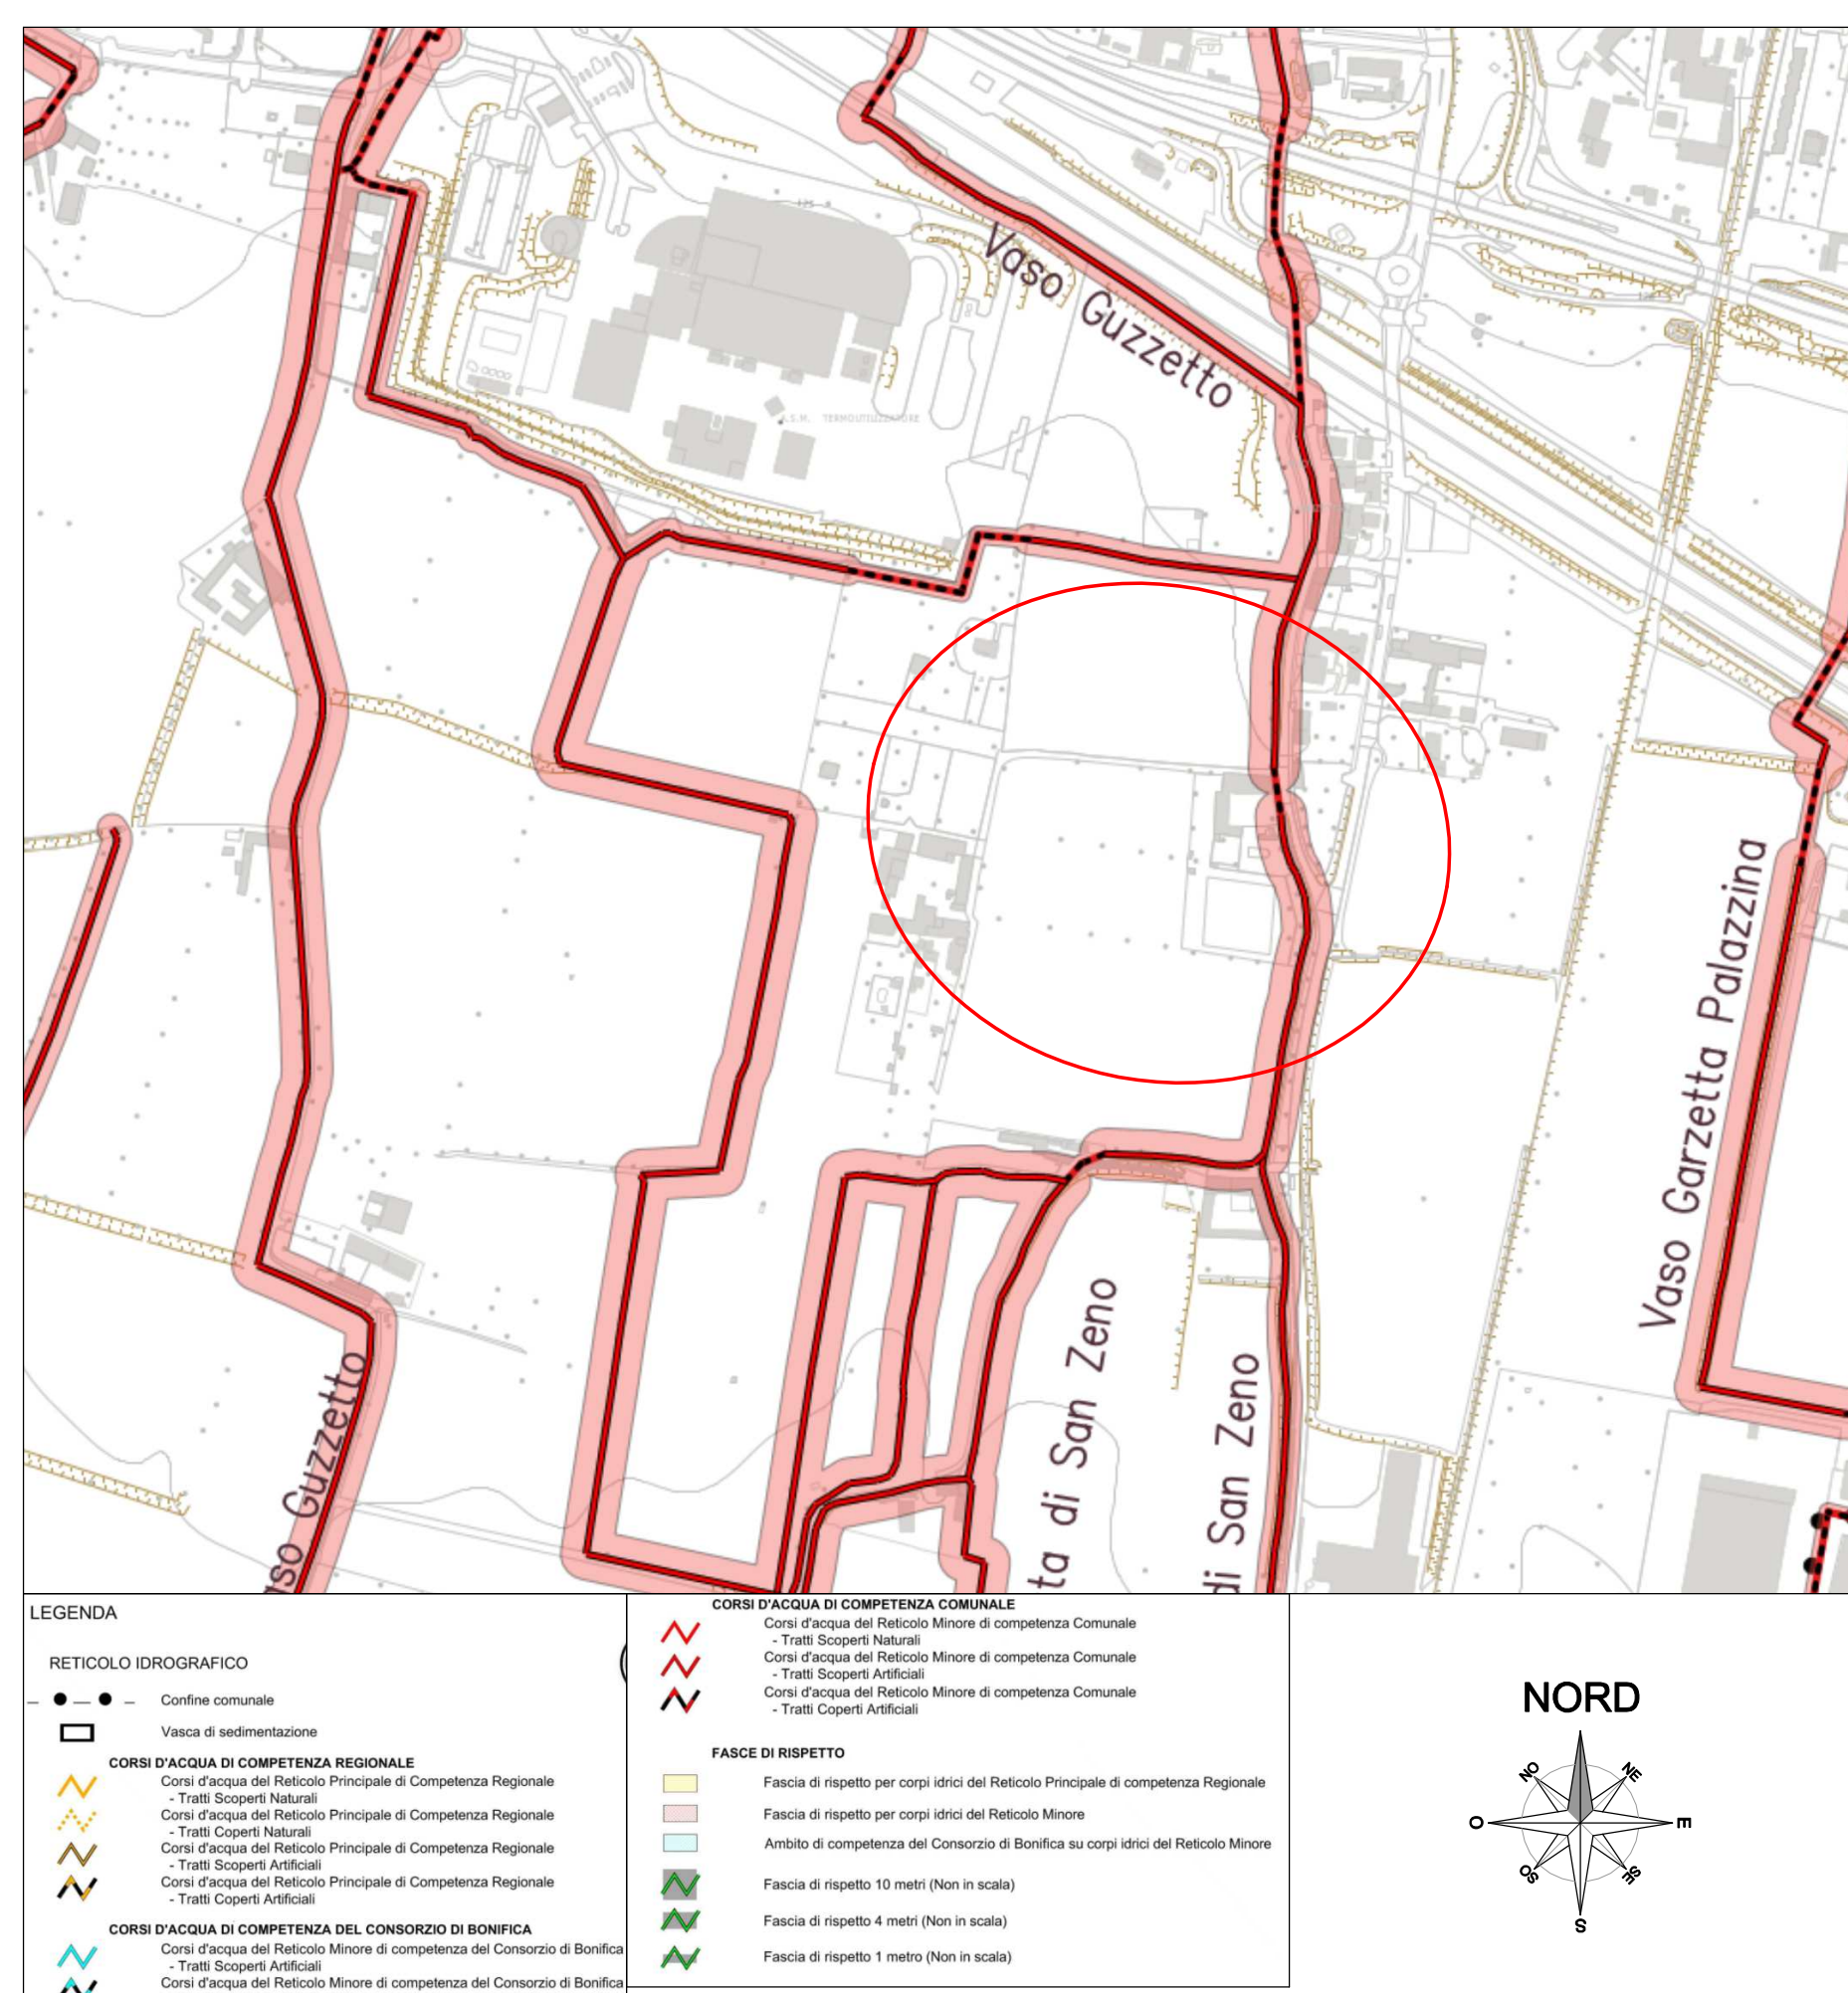 Vaso Guzzetto
A.S.M. TERMOUTILIZZATORE
Vaso Garzetta Palazzina
aso Guzzetto
ta di San Zeno
di San Zeno
LEGENDA
RETICOLO IDROGRAFICO
Confine comunale
Vasca di sedimentazione
CORSI D'ACQUA DI COMPETENZA REGIONALE
Corsi d'acqua del Reticolo Principale di Competenza Regionale
- Tratti Scoperti Naturali
Corsi d'acqua del Reticolo Principale di Competenza Regionale
- Tratti Coperti Naturali
Corsi d'acqua del Reticolo Principale di Competenza Regionale
- Tratti Scoperti Artificiali
Corsi d'acqua del Reticolo Principale di Competenza Regionale
- Tratti Coperti Artificiali
CORSI D'ACQUA DI COMPETENZA DEL CONSORZIO DI BONIFICA
Corsi d'acqua del Reticolo Minore di competenza del Consorzio di Bonifica
- Tratti Scoperti Artificiali
Corsi d'acqua del Reticolo Minore di competenza del Consorzio di Bonifica
CORSI D'ACQUA DI COMPETENZA COMUNALE
Corsi d'acqua del Reticolo Minore di competenza Comunale
- Tratti Scoperti Naturali
Corsi d'acqua del Reticolo Minore di competenza Comunale
- Tratti Scoperti Artificiali
Corsi d'acqua del Reticolo Minore di competenza Comunale
- Tratti Coperti Artificiali
FASCE DI RISPETTO
Fascia di rispetto per corpi idrici del Reticolo Principale di competenza Regionale
Fascia di rispetto per corpi idrici del Reticolo Minore
Ambito di competenza del Consorzio di Bonifica su corpi idrici del Reticolo Minore
Fascia di rispetto 10 metri (Non in scala)
Fascia di rispetto 4 metri (Non in scala)
Fascia di rispetto 1 metro (Non in scala)
NORD
NO
NE
O
E
SO
SE
S